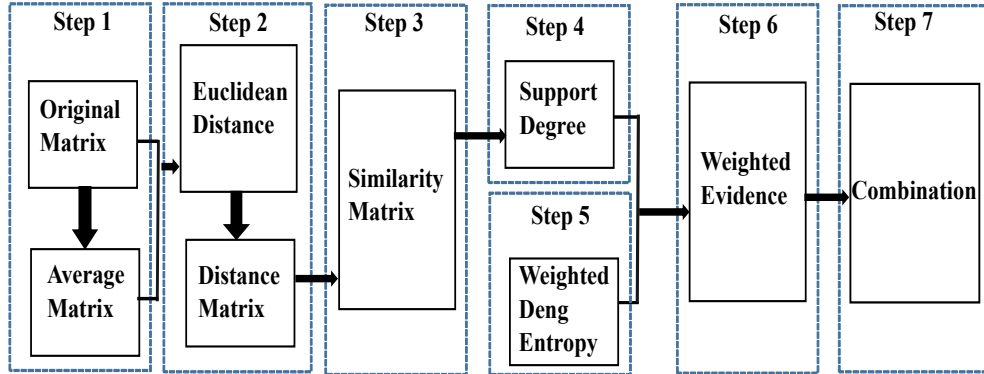 Step 1
Original
Matrix
Average
Matrix
Step 2
Euclidean
Distance
Distance
Matrix
Step 3
Similarity
Matrix
Step 4
Support
Degree
Step 5
Weighted
Deng
Entropy
Step 6
Weighted
Evidence
Step 7
Combination